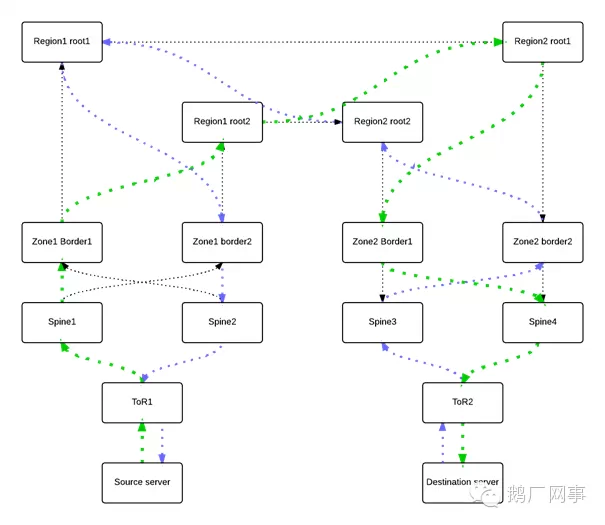 Region1 root1
Region2 root1
Region1 root2
Region2 root2
Zone1 Border1
Zone1 border2
Zone2 Border1
Zone2 border2
Spine1
Spine2
Spine3
Spine4
ToR1
ToR2
Source server
Destination server
鹅厂网事